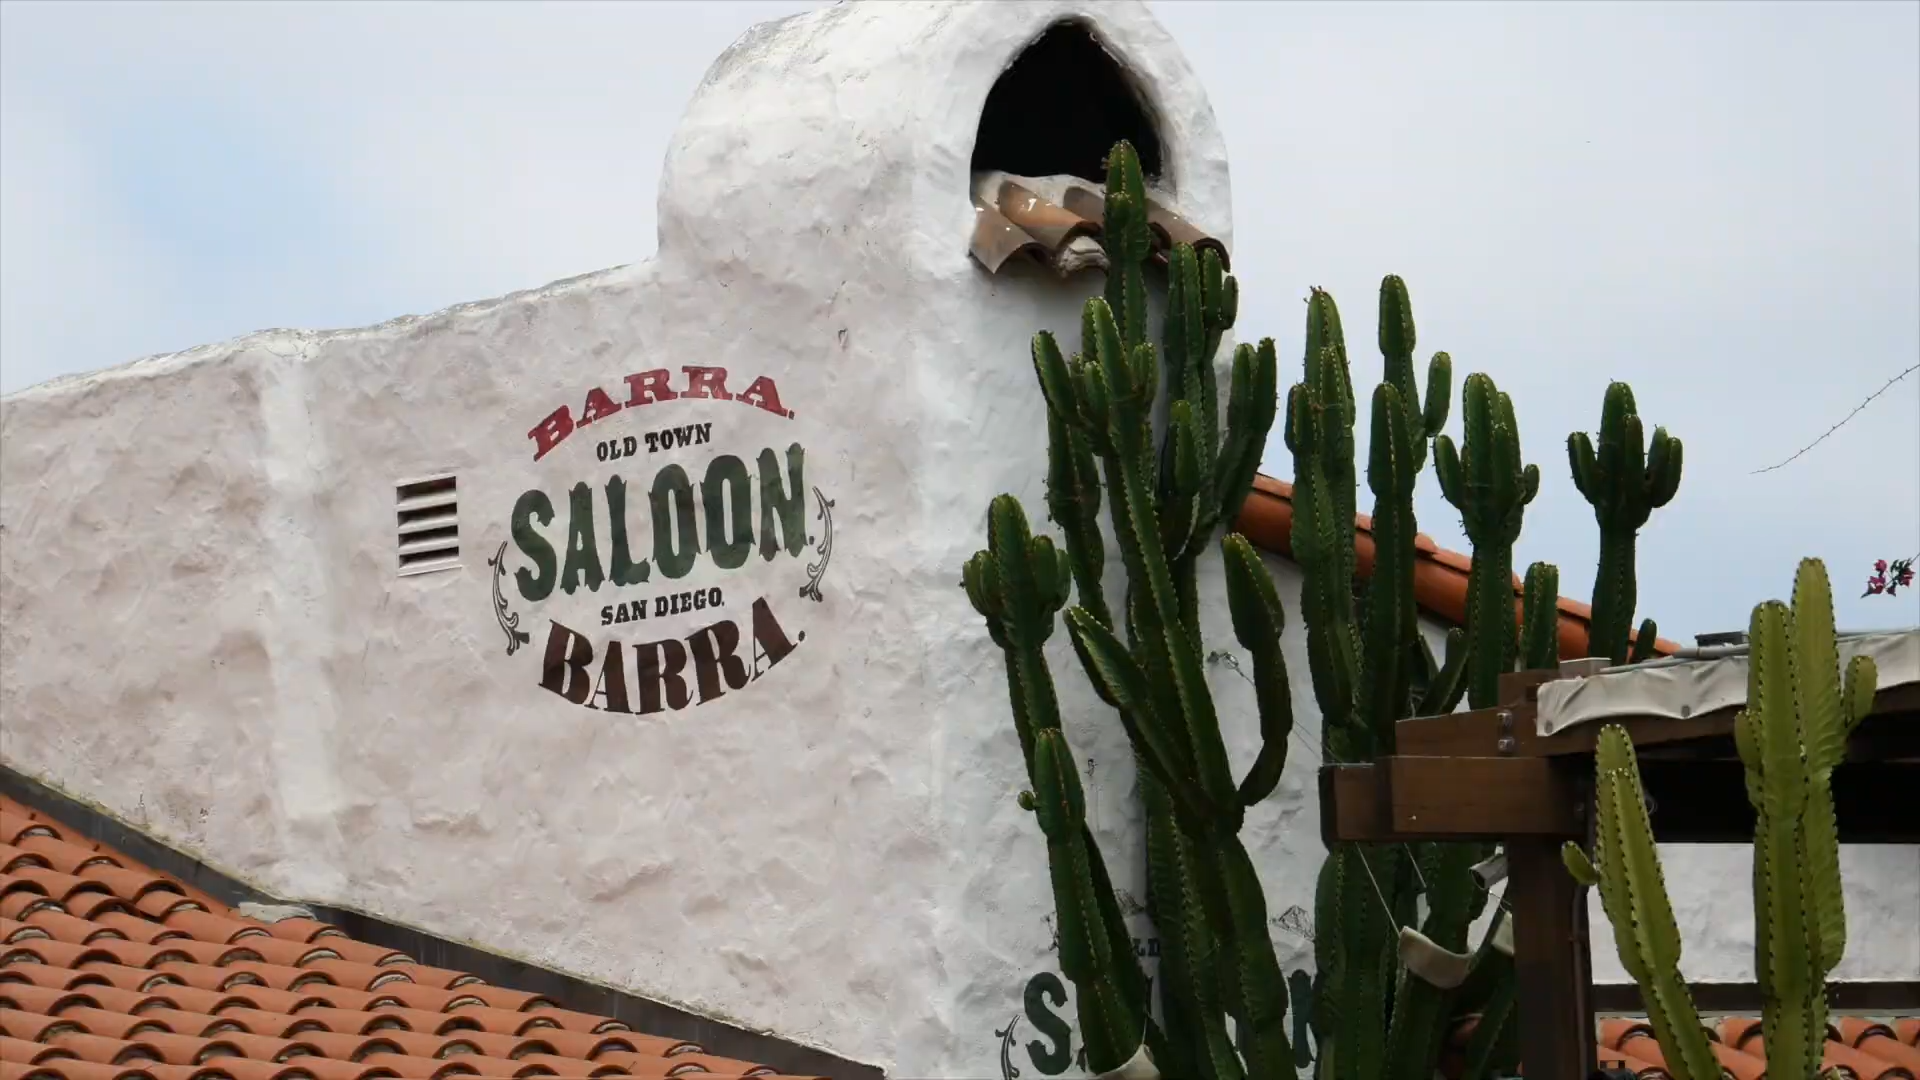 BARRA.
OLD TOWN
SALOON.
SAN DIEGO.
BARRA.